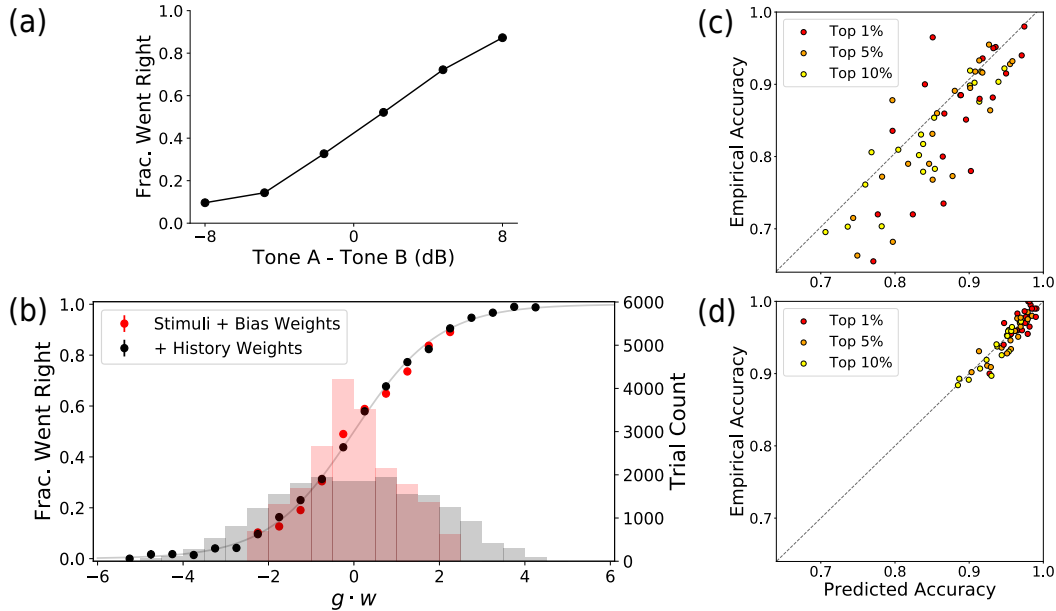 (a)
Frac. Went Right
1.0
0.8
0.6
0.4
0.2
0.0
−8
0
8
Tone A - Tone B (dB)
(b)
Frac. Went Right
1.0
0.8
0.6
0.4
0.2
0.0
Stimuli + Bias Weights
+ History Weights
6000
5000
4000
3000
2000
1000
0
Trial Count
−6
−4
−2
0
2
4
6
g · w
(c)
Empirical Accuracy
1.0
0.9
0.8
0.7
Top 1%
Top 5%
Top 10%
0.7
0.8
0.9
1.0
(d)
Empirical Accuracy
1.0
0.9
0.8
0.7
Top 1%
Top 5%
Top 10%
0.7
0.8
0.9
1.0
Predicted Accuracy